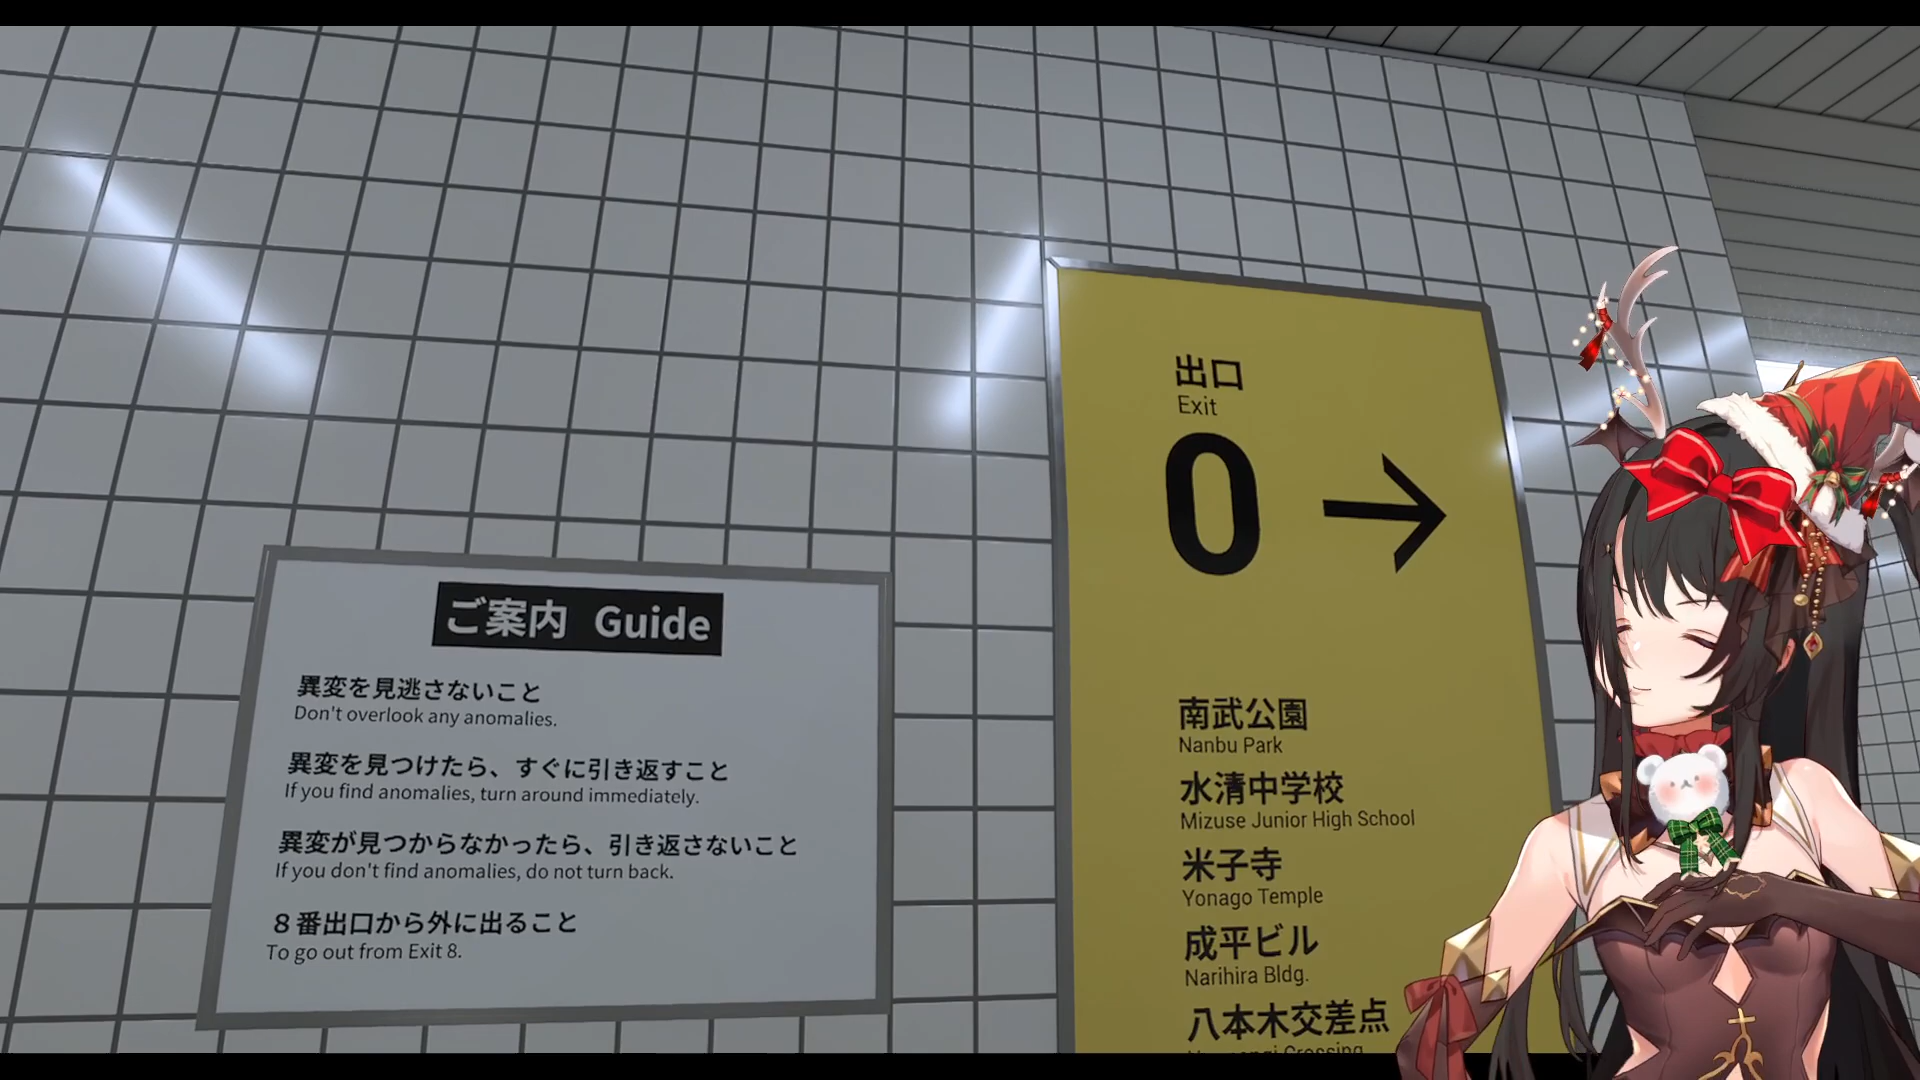 ご案内 Guide
異変を見逃さないこと
Don't overlook any anomalies.
異変を見つけたら、すぐに引き返すこと
If you find anomalies, turn around immediately.
異変が見つからなかったら、引き返さないこと
If you don't find anomalies, do not turn back.
８番出口から外に出ること
To go out from Exit 8.
出口
Exit
0 →
南武公園
Nanbu Park
水清中学校
Mizuse Junior High School
米子寺
Yonago Temple
成平ビル
Narihira Bldg.
八本木交差点
Crossing